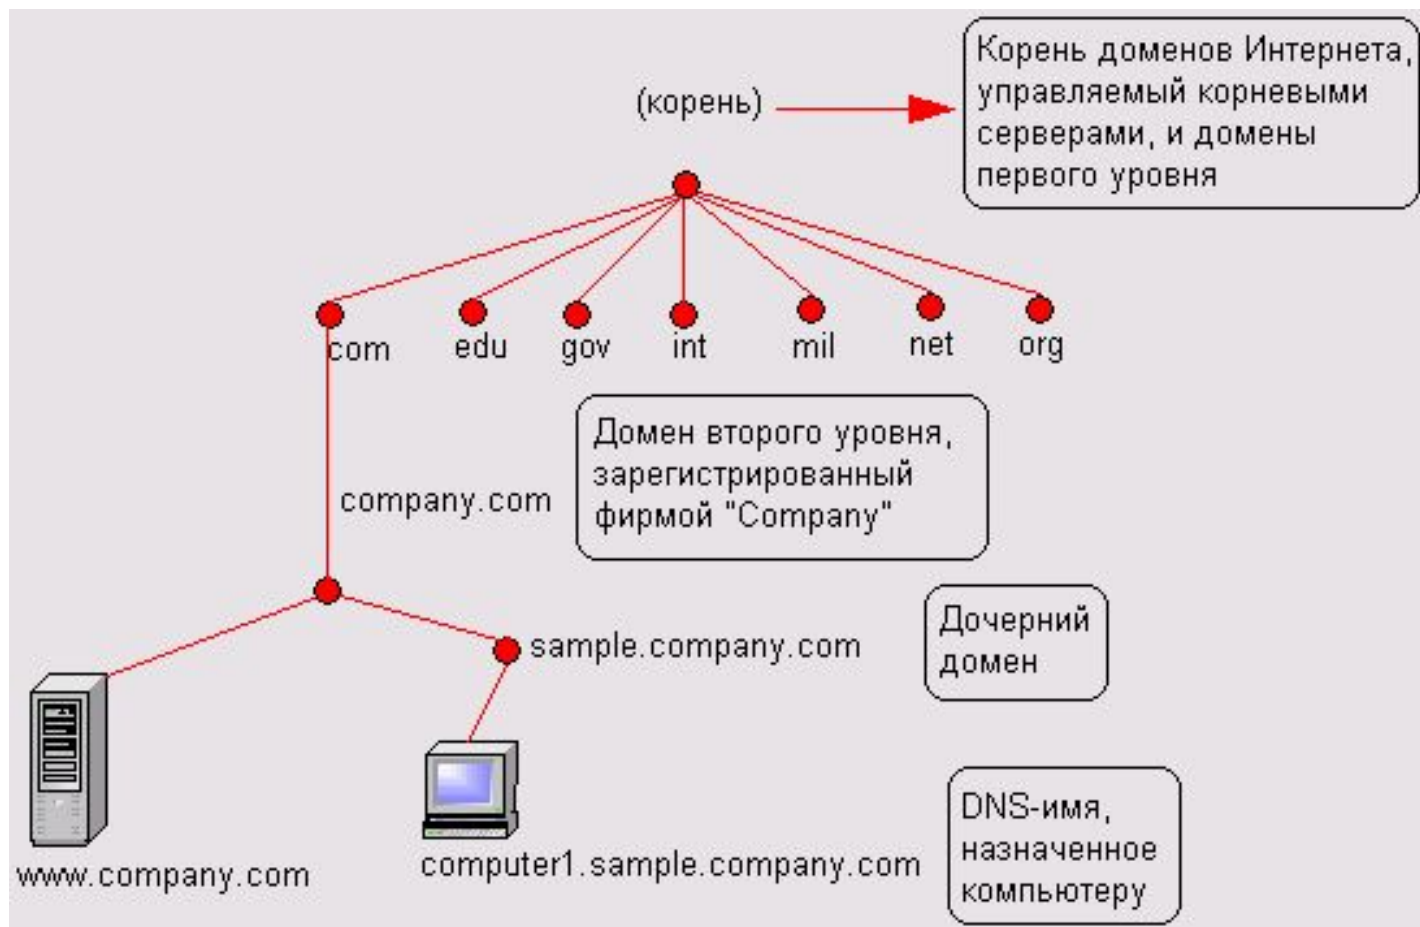 (корень)
Корень доменов Интернета,
управляемый корневыми
серверами, и домены
первого уровня
com
edu
gov
int
mil
net
org
company.com
Домен второго уровня,
зарегистрированный
фирмой "Company"
sample.company.com
Дочерний
домен
www.company.com
computer1.sample.company.com
DNS-имя,
назначенное
компьютеру